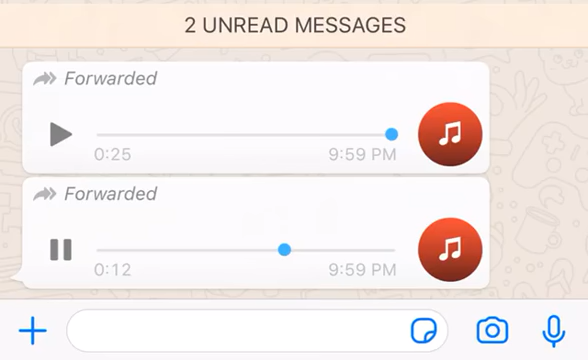 2 UNREAD MESSAGES
Forwarded
0:25 9:59 PM
Forwarded
0:12 9:59 PM